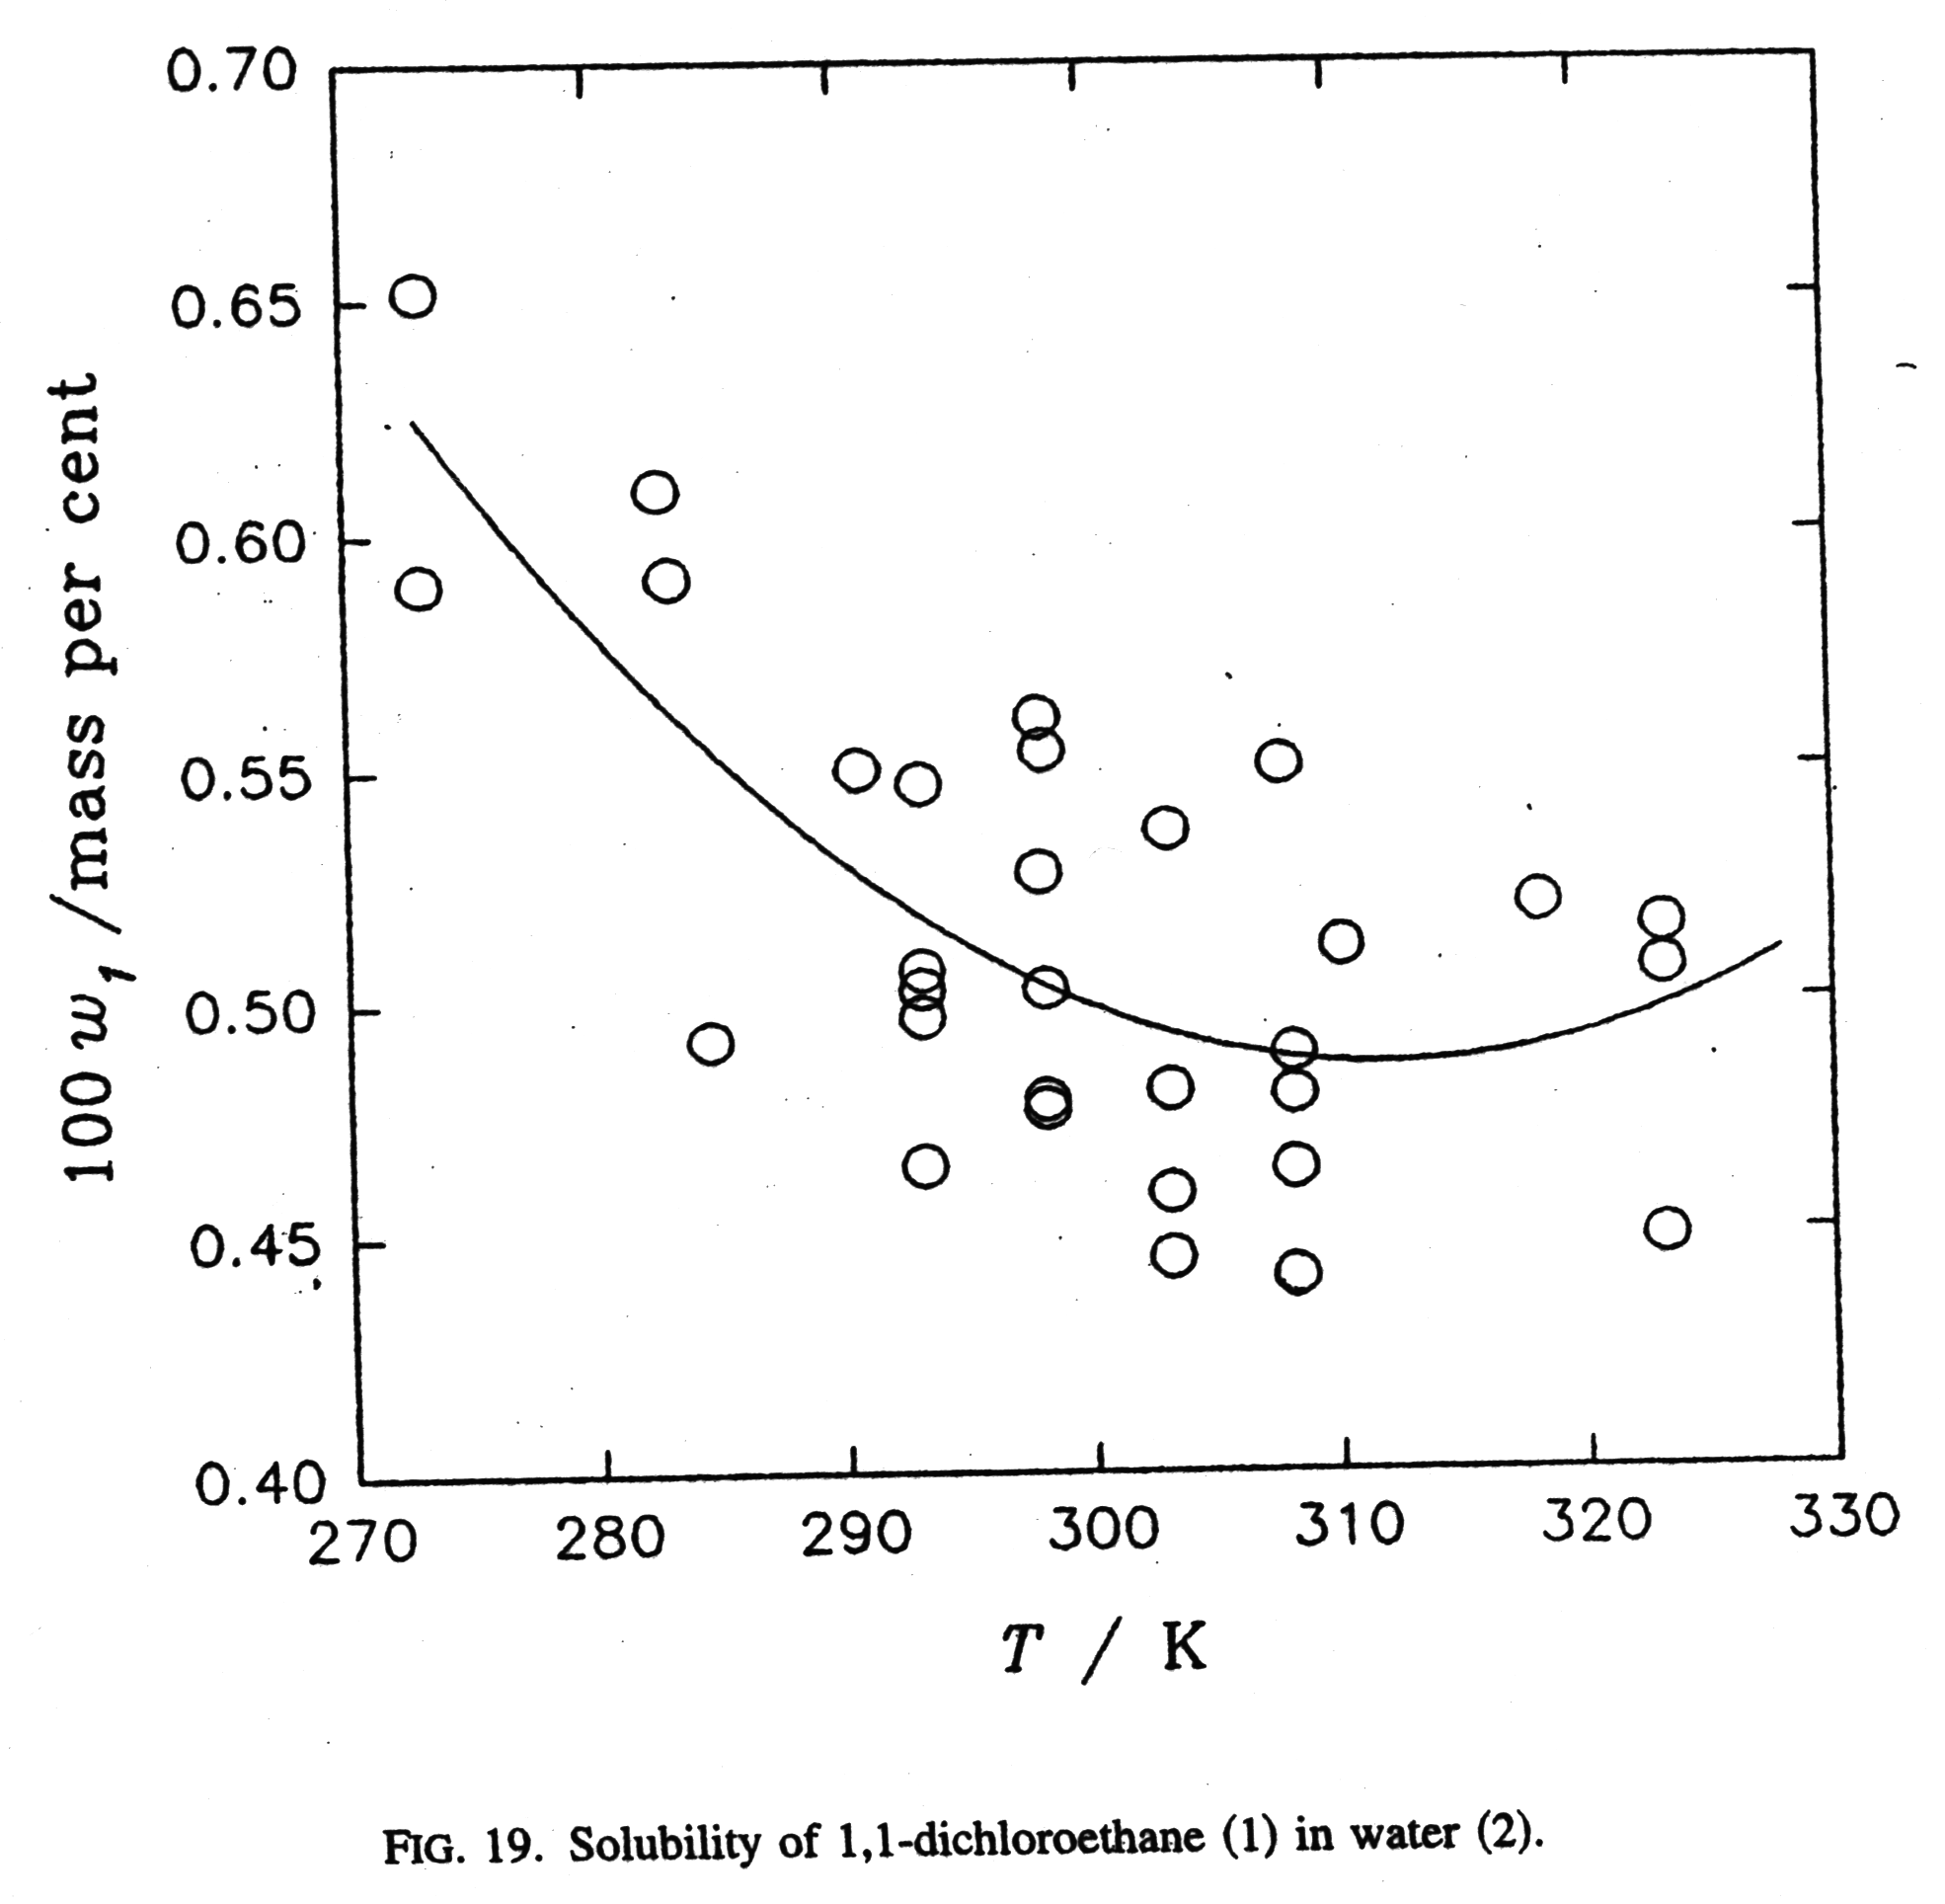 0.70
0.65
0.60
0.55
0.50
0.45
0.40
100 w1 /mass per cent
270 280 290 300 310 320 330
T / K
FIG. 19. Solubility of 1,1-dichloroethane (1) in water (2).